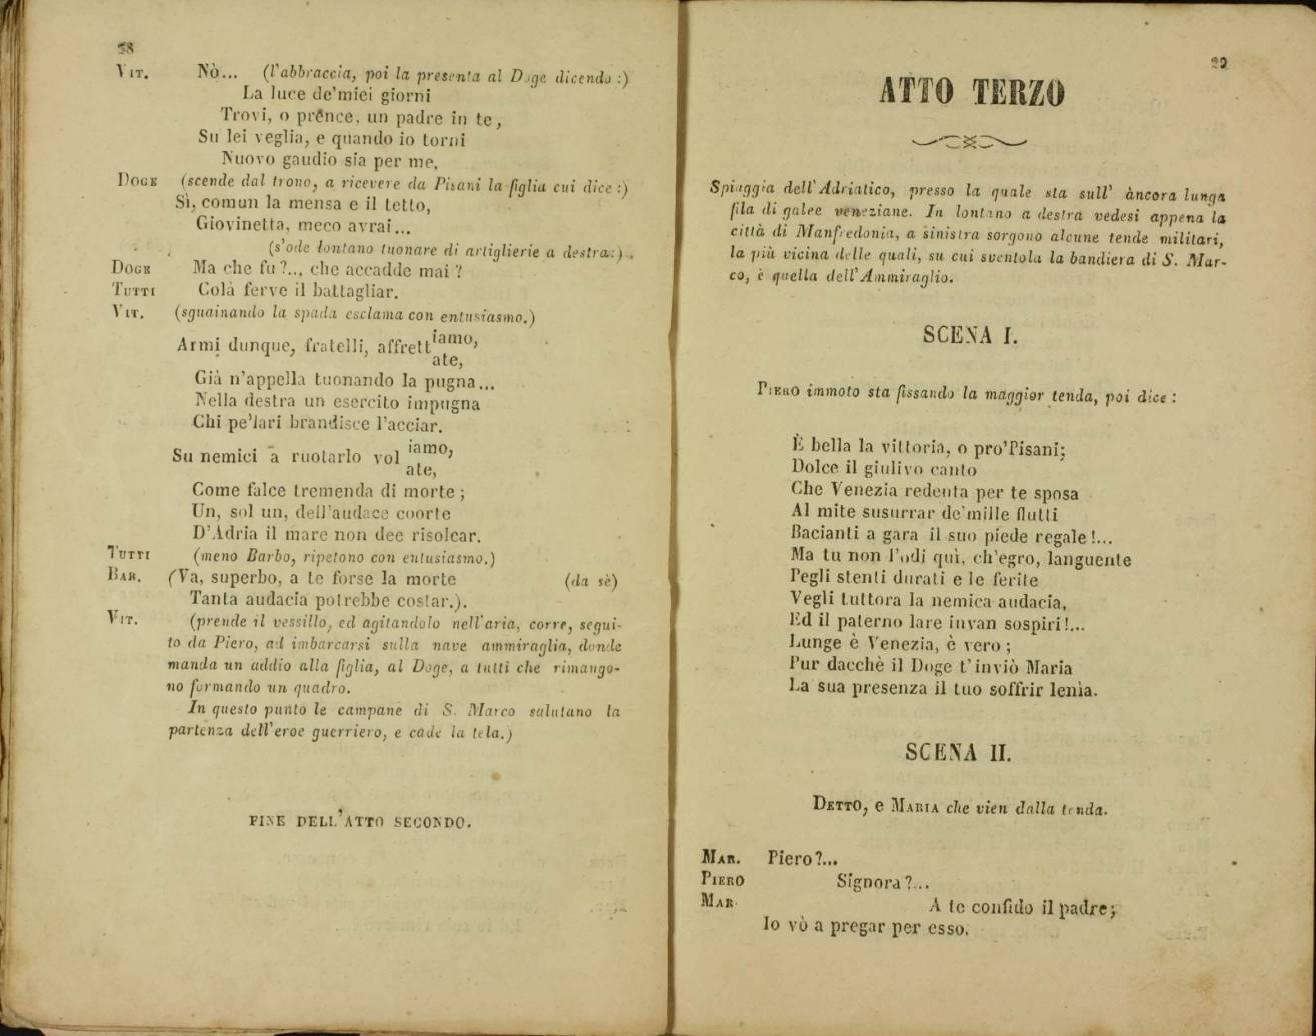 28
VIT. Nò... (l'abbraccia, poi la presenta al Doge dicendo:)
La luce de'miei giorni
Trovi, o prence, un padre in te,
Su lei veglia, e quando io torni
Nuovo gaudio sia per me.
DOGE (scende dal trono, a ricevere da Pisani la figlia cui dice:)
Sì, comun la mensa e il tetto,
Giovinetta, meco avrai...
(s'ode lontano tuonare di artiglierie a destra:)
DOGE Ma che fu?.., che accadde mai?
TUTTI Colà ferve il battagliar.
VIT. (sguainando la spada esclama con entusiasmo.)
Armi dunque, fratelli, affrett iamo,
ate,
Già n'appella tuonando la pugna...
Nella destra un esercito impugna
Chi pe'lari brandisce l'acciar.
Su nemici a ruotarlo vol iamo,
ate,
Come falce tremenda di morte;
Un, sol un, dell'audace coorte
D'Adria il mare non dee risolcar.
TUTTI (meno Barbo, ripetono con entusiasmo.)
BAR. (Va, superbo, a te forse la morte (da sè)
Tanta audacia potrebbe costar.).
VIT. (prende il vessillo, ed agitandolo nell'aria, corre, segui-
to da Piero, ad imbarcarsi sulla nave ammiraglia, donde
manda un addio alla figlia, al Doge, a tutti che rimango-
no formando un quadro.
In questo punto le campane di S. Marco salutano la
partenza dell'eroe guerriero, e cade la tela.)
FINE DELL'ATTO SECONDO.
29
ATTO TERZO
Spiaggia dell'Adriatico, presso la quale sta sull' àncora lunga
fila di galee veneziane. In lontano a destra vedesi appena la
città di Manfredonia, a sinistra sorgono alcune tende militari,
la più vicina delle quali, su cui sventola la bandiera di S. Mar-
co, è quella dell'Ammiraglio.
SCENA I.
PIERO immoto sta fissando la maggior tenda, poi dice:
È bella la vittoria, o pro'Pisani;
Dolce il giulivo canto
Che Venezia redenta per te sposa
Al mite susurrar de'mille flutti
Bacianti a gara il suo piede regale!...
Ma tu non l'odi quì, ch'egro, languente
Pegli stenti durati e le ferite
Vegli tuttora la nemica audacia,
Ed il paterno lare invan sospiri!...
Lunge è Venezia, è vero;
Pur dacchè il Doge t'inviò Maria
La sua presenza il tuo soffrir lenìa.
SCENA II.
DETTO, e MARIA che vien dalla tenda.
MAR. Piero?...
PIERO Signora?...
MAR. A te confido il padre;
Io vò a pregar per esso.